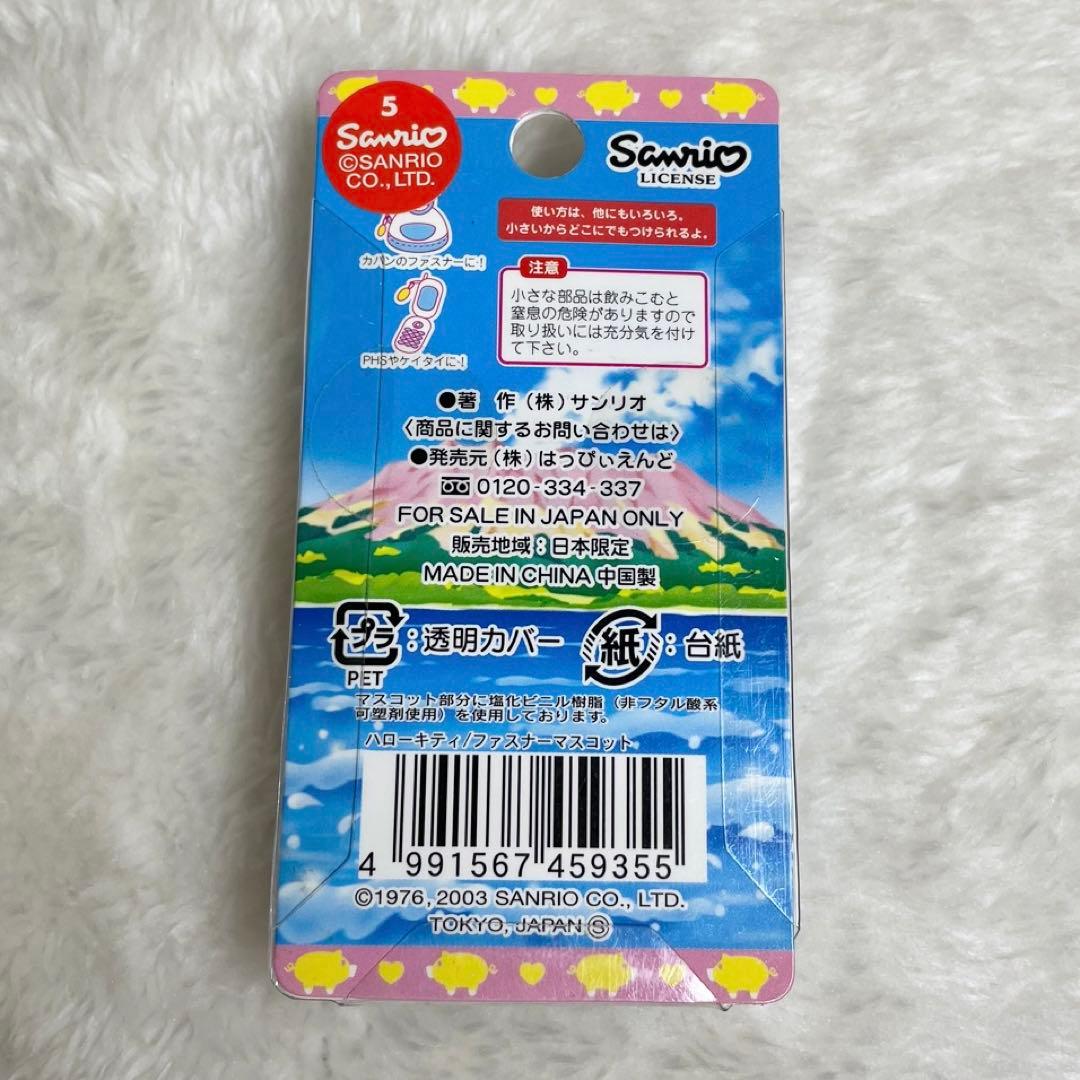 5
Sanrio
©SANRIO
CO., LTD.
Sanrio
LICENSE
使い方は、他にもいろいろ。
小さいからどこにでもつけられるよ。
カバンのファスナーに!
PHSやケイタイに!
注意
小さな部品は飲みこむと
窒息の危険がありますので
取り扱いには充分気を付け
て下さい。
●著 作(株)サンリオ
〈商品に関するお問い合わせは〉
●発売元(株)はっぴぃえんど
0120-334-337
FOR SALE IN JAPAN ONLY
販売地域:日本限定
MADE IN CHINA 中国製
プラ:透明カバー 紙:台紙
PET
マスコット部分に塩化ビニル樹脂(非フタル酸系
可塑剤使用)を使用しております。
ハローキティ/ファスナーマスコット
4 991567 459355
©1976, 2003 SANRIO CO., LTD.
TOKYO, JAPAN Ⓢ